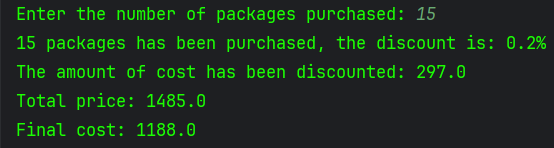 Enter the number of packages purchased: 15
15 packages has been purchased, the discount is: 0.2%
The amount of cost has been discounted: 297.0
Total price: 1485.0
Final cost: 1188.0